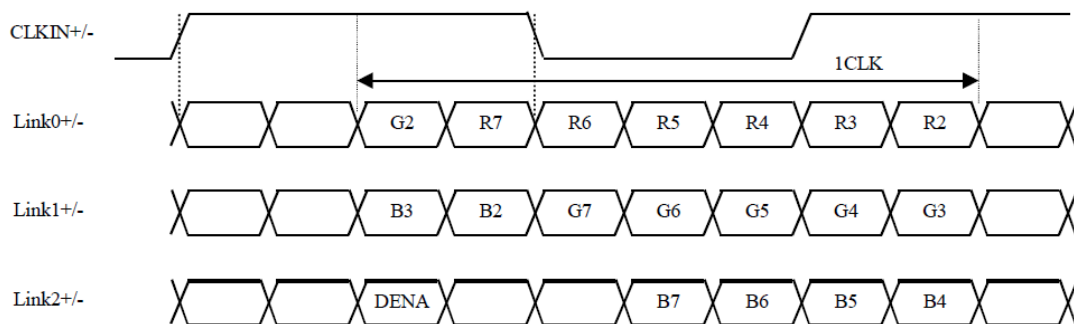 CLKIN+/-
1CLK
Link0+/- G2 R7 R6 R5 R4 R3 R2
Link1+/- B3 B2 G7 G6 G5 G4 G3
Link2+/- DENA B7 B6 B5 B4